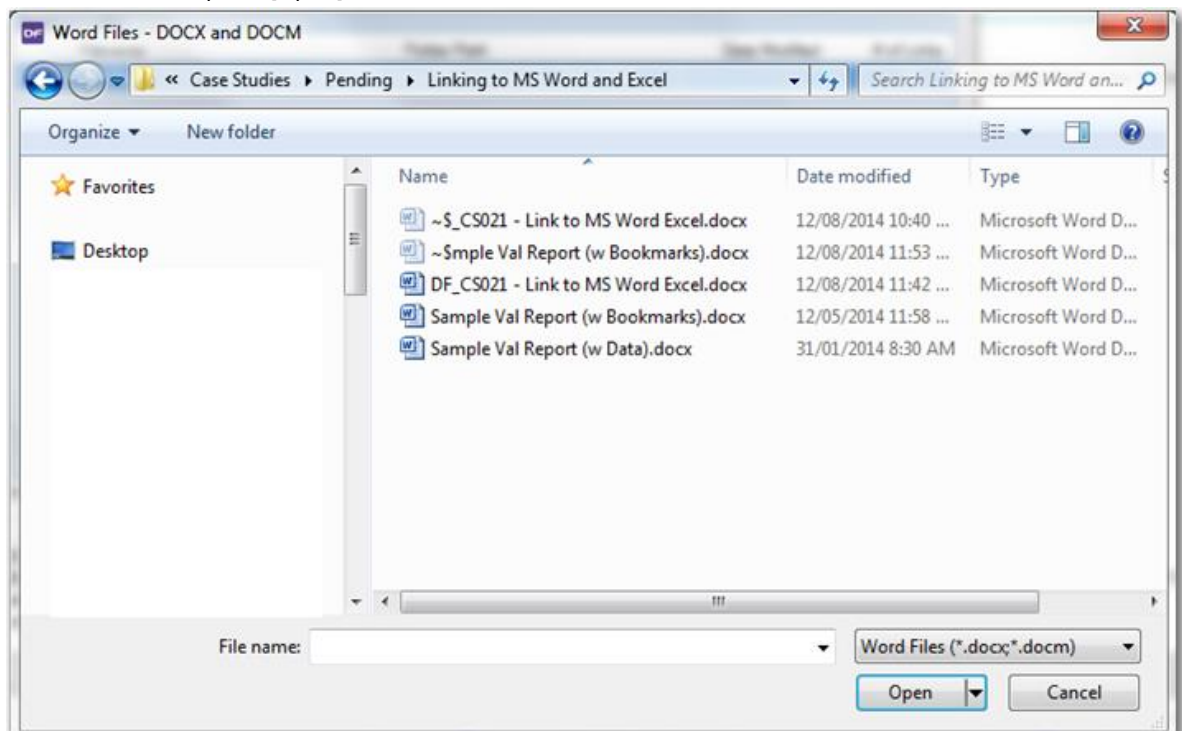 DF Word Files - DOCX and DOCM
« Case Studies Pending Linking to MS Word and Excel Search Linking to MS Word an...
Organize New folder
Favorites
Desktop
Name Date modified Type
~$_CS021 - Link to MS Word Excel.docx 12/08/2014 10:40 ... Microsoft Word D...
~$mple Val Report (w Bookmarks).docx 12/08/2014 11:53 ... Microsoft Word D...
DF_CS021 - Link to MS Word Excel.docx 12/08/2014 11:42 ... Microsoft Word D...
Sample Val Report (w Bookmarks).docx 12/05/2014 11:58 ... Microsoft Word D...
Sample Val Report (w Data).docx 31/01/2014 8:30 AM Microsoft Word D...
File name: Word Files (*.docx;*.docm)
Open Cancel